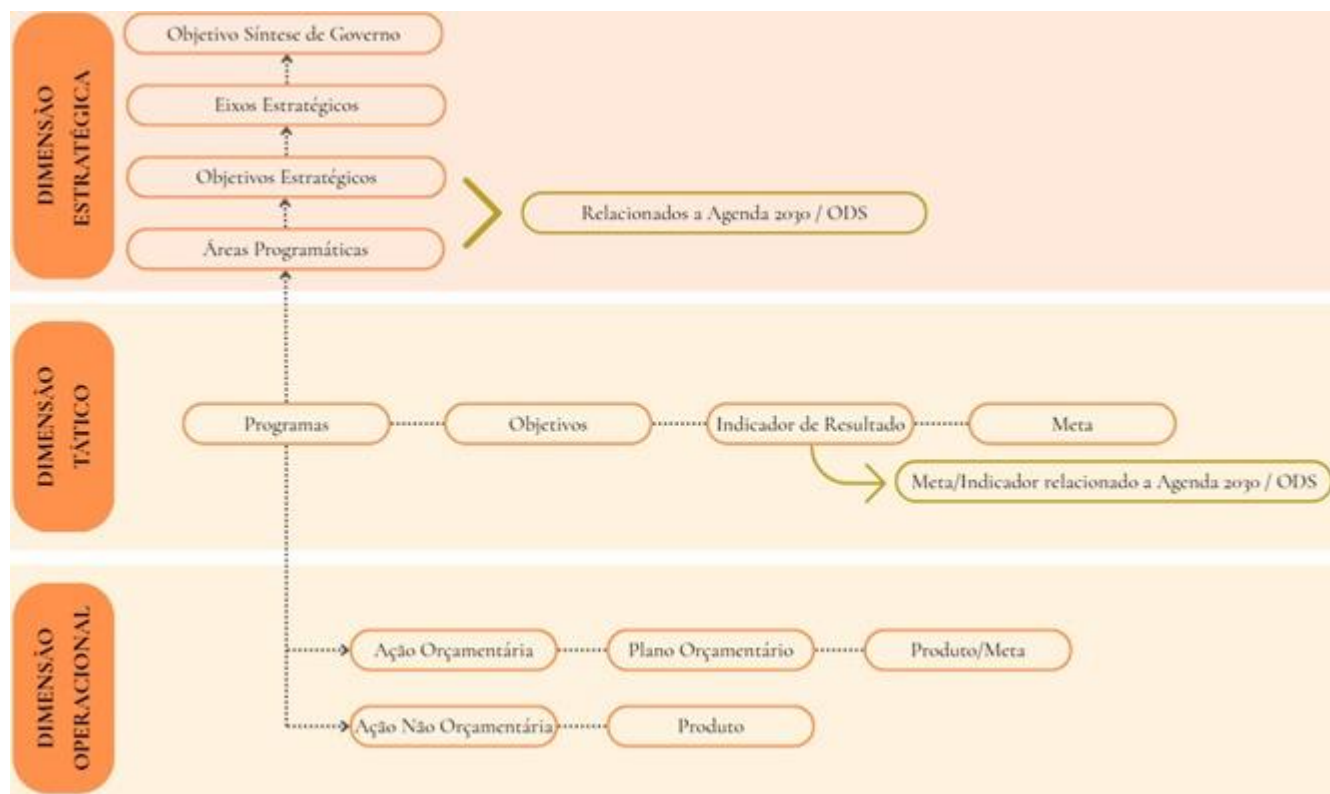 DIMENSÃO
ESTRATÉGICA
Objetivo Síntese de Governo
Eixos Estratégicos
Objetivos Estratégicos
Áreas Programáticas
Relacionados a Agenda 2030 / ODS
DIMENSÃO
TÁTICO
Programas
Objetivos
Indicador de Resultado
Meta
Meta/Indicador relacionado a Agenda 2030 / ODS
DIMENSÃO
OPERACIONAL
Ação Orçamentária
Plano Orçamentário
Produto/Meta
Ação Não Orçamentária
Produto